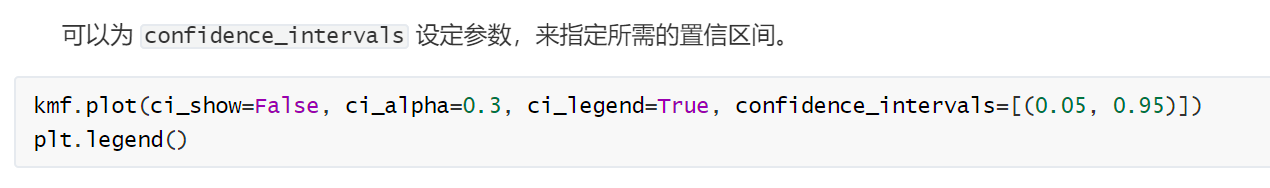 可以为 confidence_intervals 设定参数，来指定所需的置信区间。
kmf.plot(ci_show=False, ci_alpha=0.3, ci_legend=True, confidence_intervals=[(0.05, 0.95)])
plt.legend()